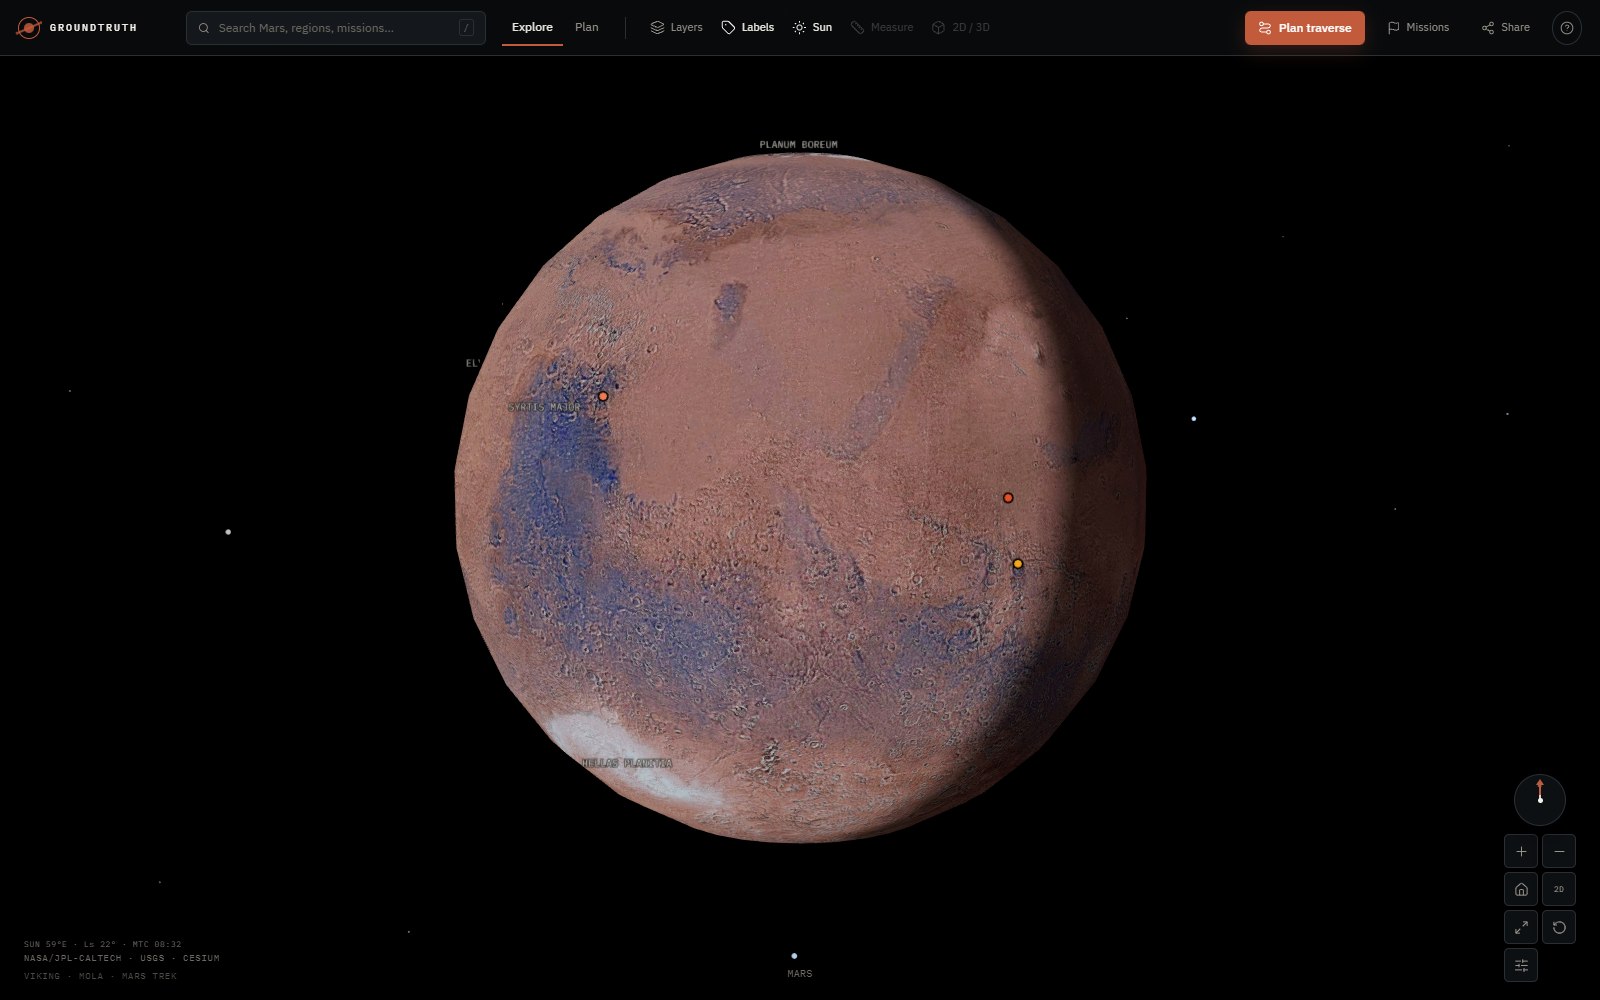 GROUNDTRUTH
Search Mars, regions, missions... /
Explore
Plan
Layers
Labels
Sun
Measure
2D / 3D
Plan traverse
Missions
Share
PLANUM BOREUM
SYRTIS MAJOR
HELLAS PLANITIA
2D
SUN 59°E · Ls 22° · MTC 08:32
NASA/JPL-CALTECH · USGS · CESIUM
VIKING · MOLA · MARS TREK
MARS